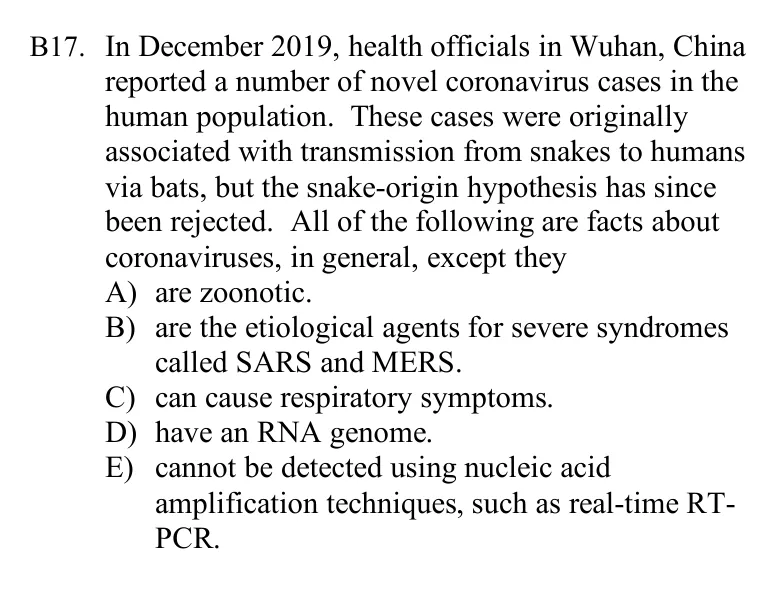 B17. In December 2019, health officials in Wuhan, China
reported a number of novel coronavirus cases in the
human population. These cases were originally
associated with transmission from snakes to humans
via bats, but the snake-origin hypothesis has since
been rejected. All of the following are facts about
coronaviruses, in general, except they
A) are zoonotic.
B) are the etiological agents for severe syndromes
called SARS and MERS.
C) can cause respiratory symptoms.
D) have an RNA genome.
E) cannot be detected using nucleic acid
amplification techniques, such as real-time RT-
PCR.